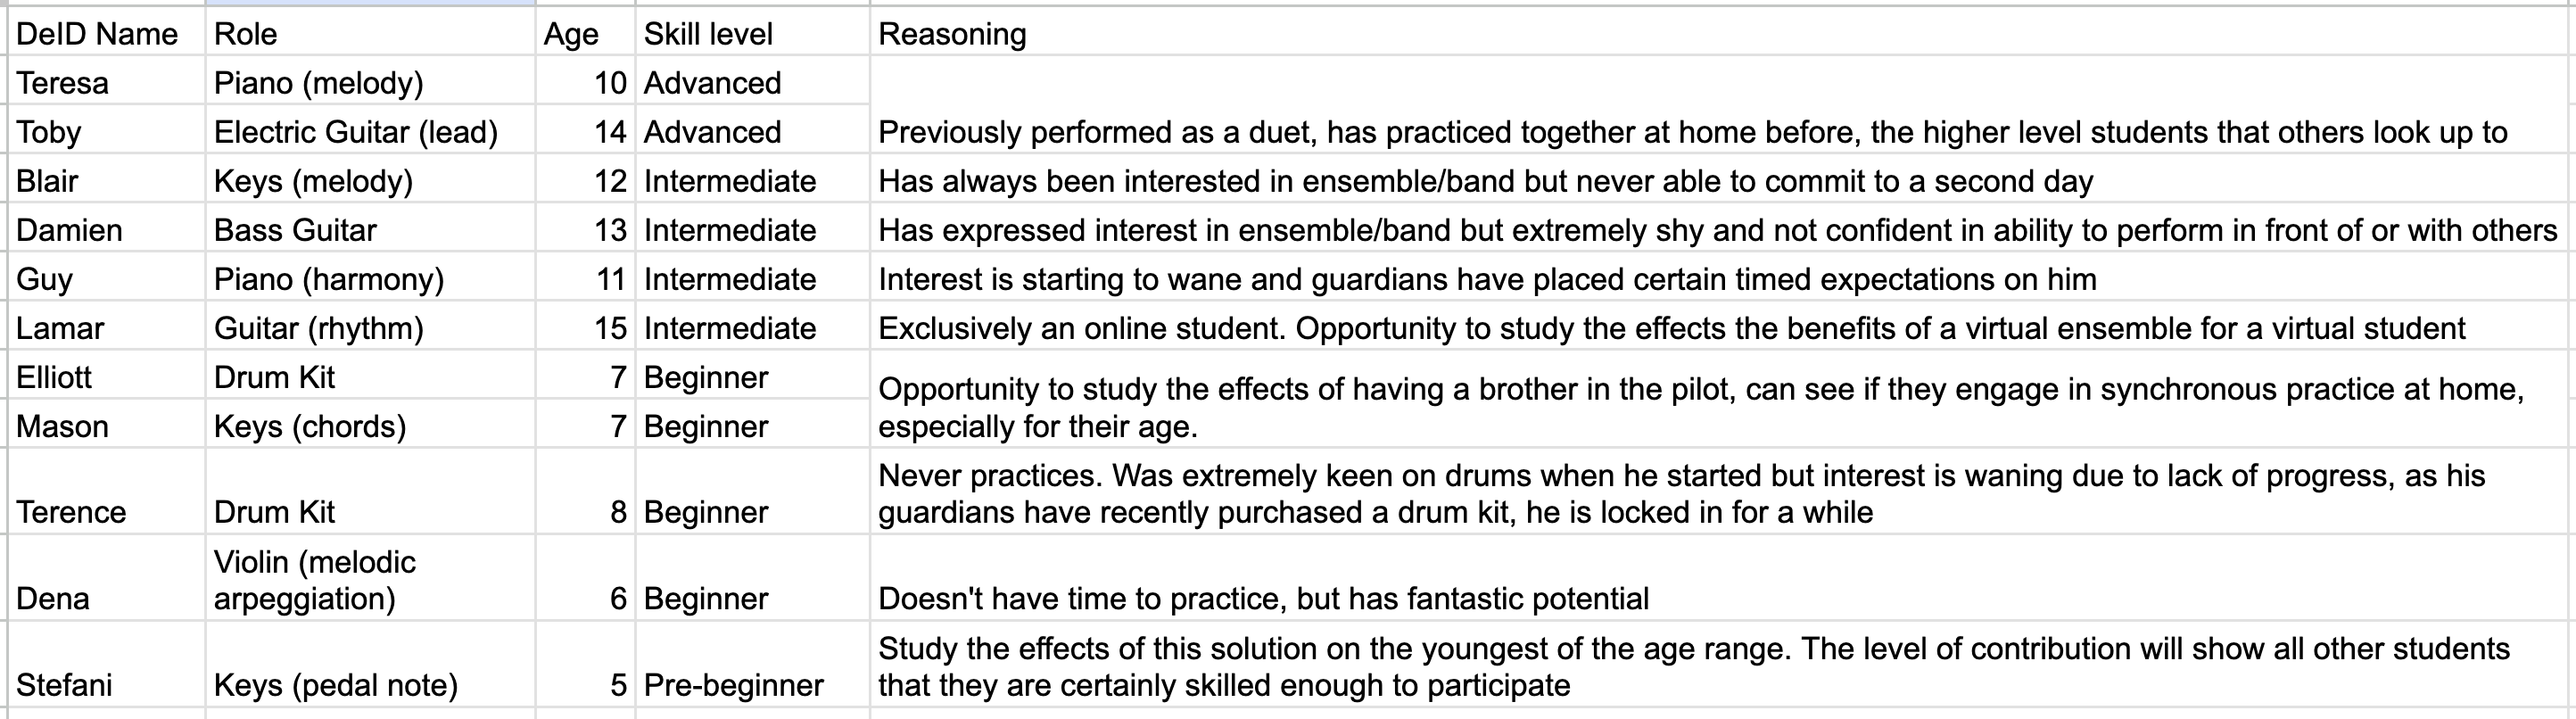 DeID Name Role Age Skill level Reasoning
Teresa Piano (melody) 10 Advanced
Toby Electric Guitar (lead) 14 Advanced Previously performed as a duet, has practiced together at home before, the higher level students that others look up to
Blair Keys (melody) 12 Intermediate Has always been interested in ensemble/band but never able to commit to a second day
Damien Bass Guitar 13 Intermediate Has expressed interest in ensemble/band but extremely shy and not confident in ability to perform in front of or with others
Guy Piano (harmony) 11 Intermediate Interest is starting to wane and guardians have placed certain timed expectations on him
Lamar Guitar (rhythm) 15 Intermediate Exclusively an online student. Opportunity to study the effects the benefits of a virtual ensemble for a virtual student
Elliott Drum Kit 7 Beginner Opportunity to study the effects of having a brother in the pilot, can see if they engage in synchronous practice at home,
Mason Keys (chords) 7 Beginner especially for their age.
Never practices. Was extremely keen on drums when he started but interest is waning due to lack of progress, as his
Terence Drum Kit 8 Beginner guardians have recently purchased a drum kit, he is locked in for a while
Violin (melodic
Dena arpeggiation) 6 Beginner Doesn't have time to practice, but has fantastic potential
Study the effects of this solution on the youngest of the age range. The level of contribution will show all other students
Stefani Keys (pedal note) 5 Pre-beginner that they are certainly skilled enough to participate